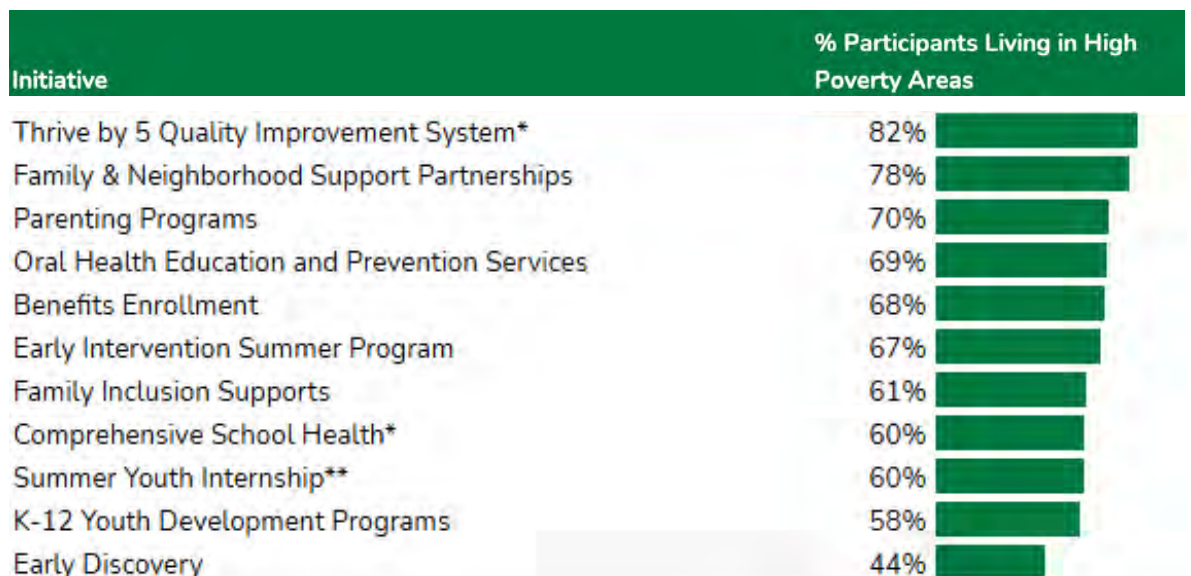 Initiative
% Participants Living in High
Poverty Areas
Thrive by 5 Quality Improvement System* 82%
Family & Neighborhood Support Partnerships 78%
Parenting Programs 70%
Oral Health Education and Prevention Services 69%
Benefits Enrollment 68%
Early Intervention Summer Program 67%
Family Inclusion Supports 61%
Comprehensive School Health* 60%
Summer Youth Internship** 60%
K-12 Youth Development Programs 58%
Early Discovery 44%